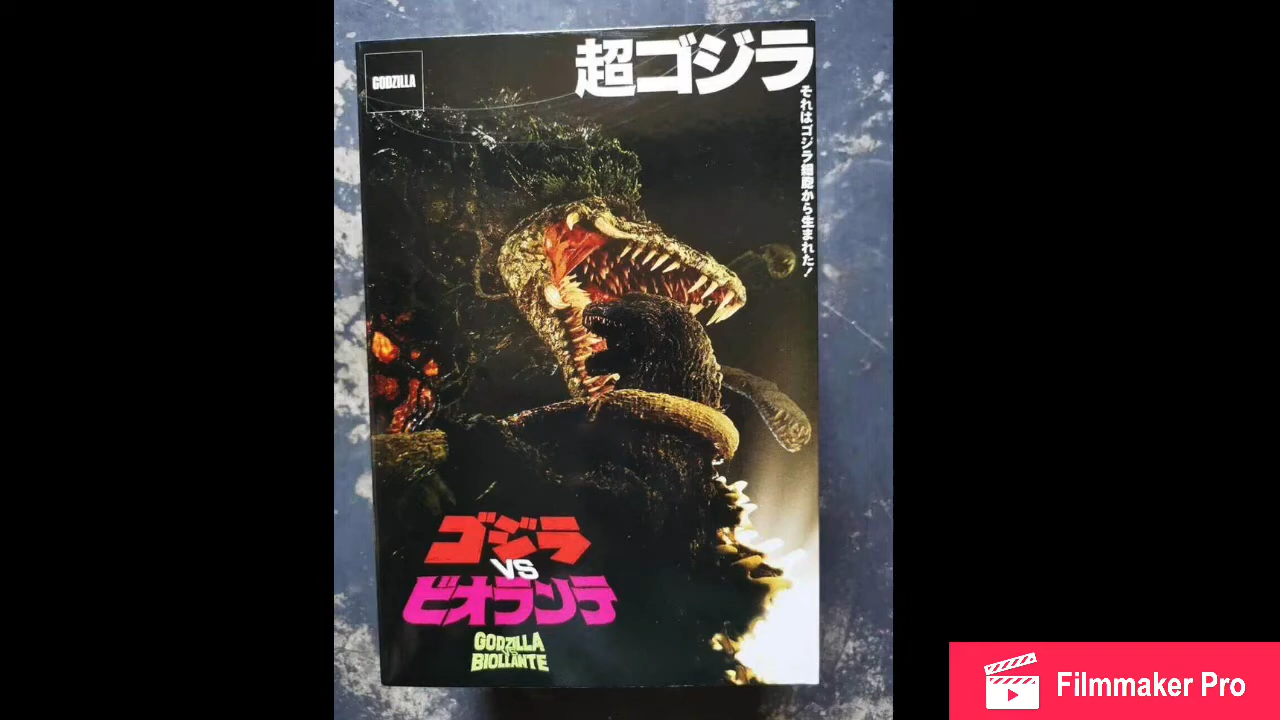 GODZILLA
超ゴジラ
それはゴジラ細胞から生まれた!
ゴジラ
VS
ビオランテ
GODZILLA
VS
BIOLLANTE
Filmmaker Pro